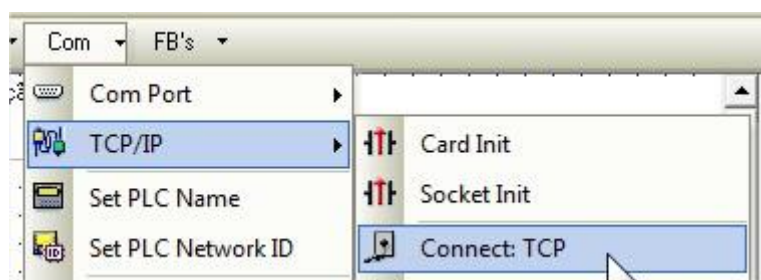 Com FB's
Com Port
TCP/IP
Card Init
Set PLC Name
Socket Init
Set PLC Network ID
Connect: TCP